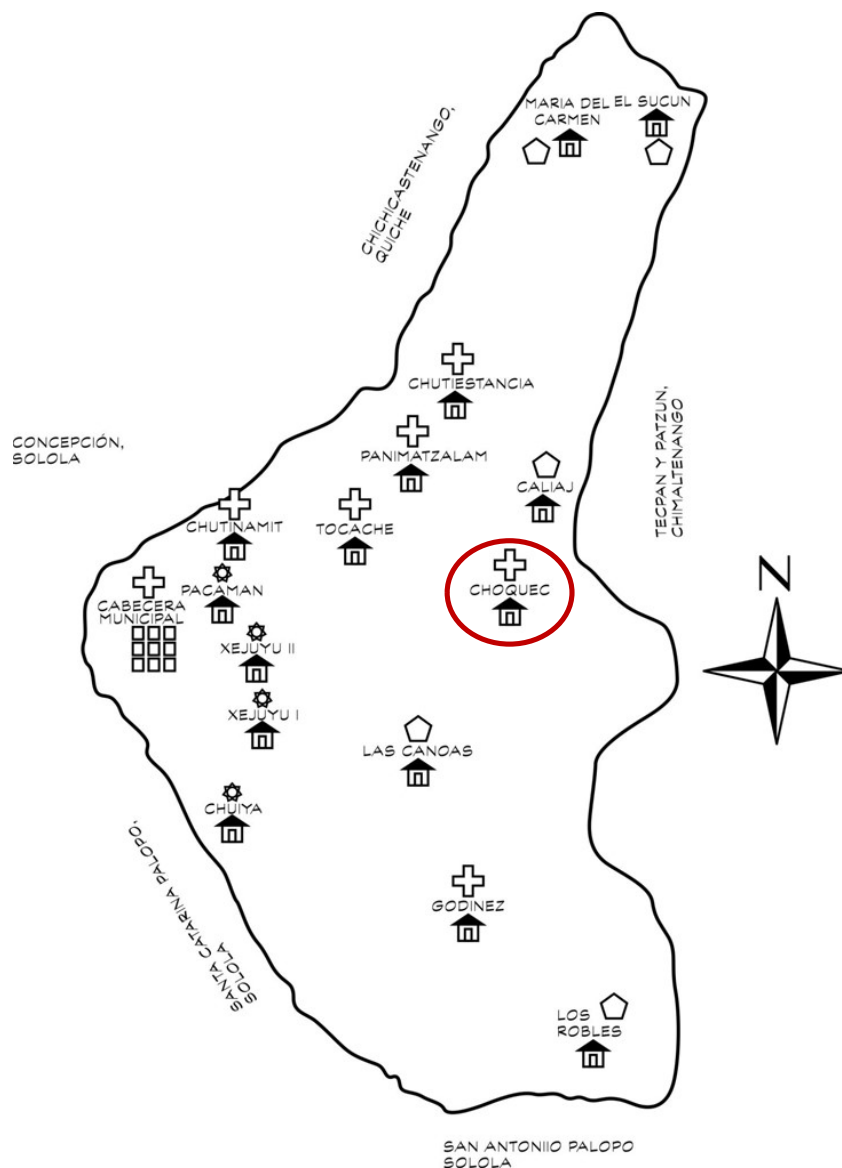 MARIA DEL
CARMEN
EL SUCUN
CHICHICASTENANGO,
QUICHE
CHUTIESTANCIA
TECPAN Y PATZUN,
CHIMALTENANGO
CONCEPCIÓN,
SOLOLA
PANIMATZALAM
CALIAJ
CHUTINAMIT
TOCACHE
CHOQUEC
N
CABECERA
MUNICIPAL
PACAMAN
XEJUYU II
XEJUYU I
LAS CANOAS
CHUIYA
SANTA CATARINA PALOPO,
SOLOLA
GODINEZ
LOS
ROBLES
SAN ANTONIIO PALOPO
SOLOLA